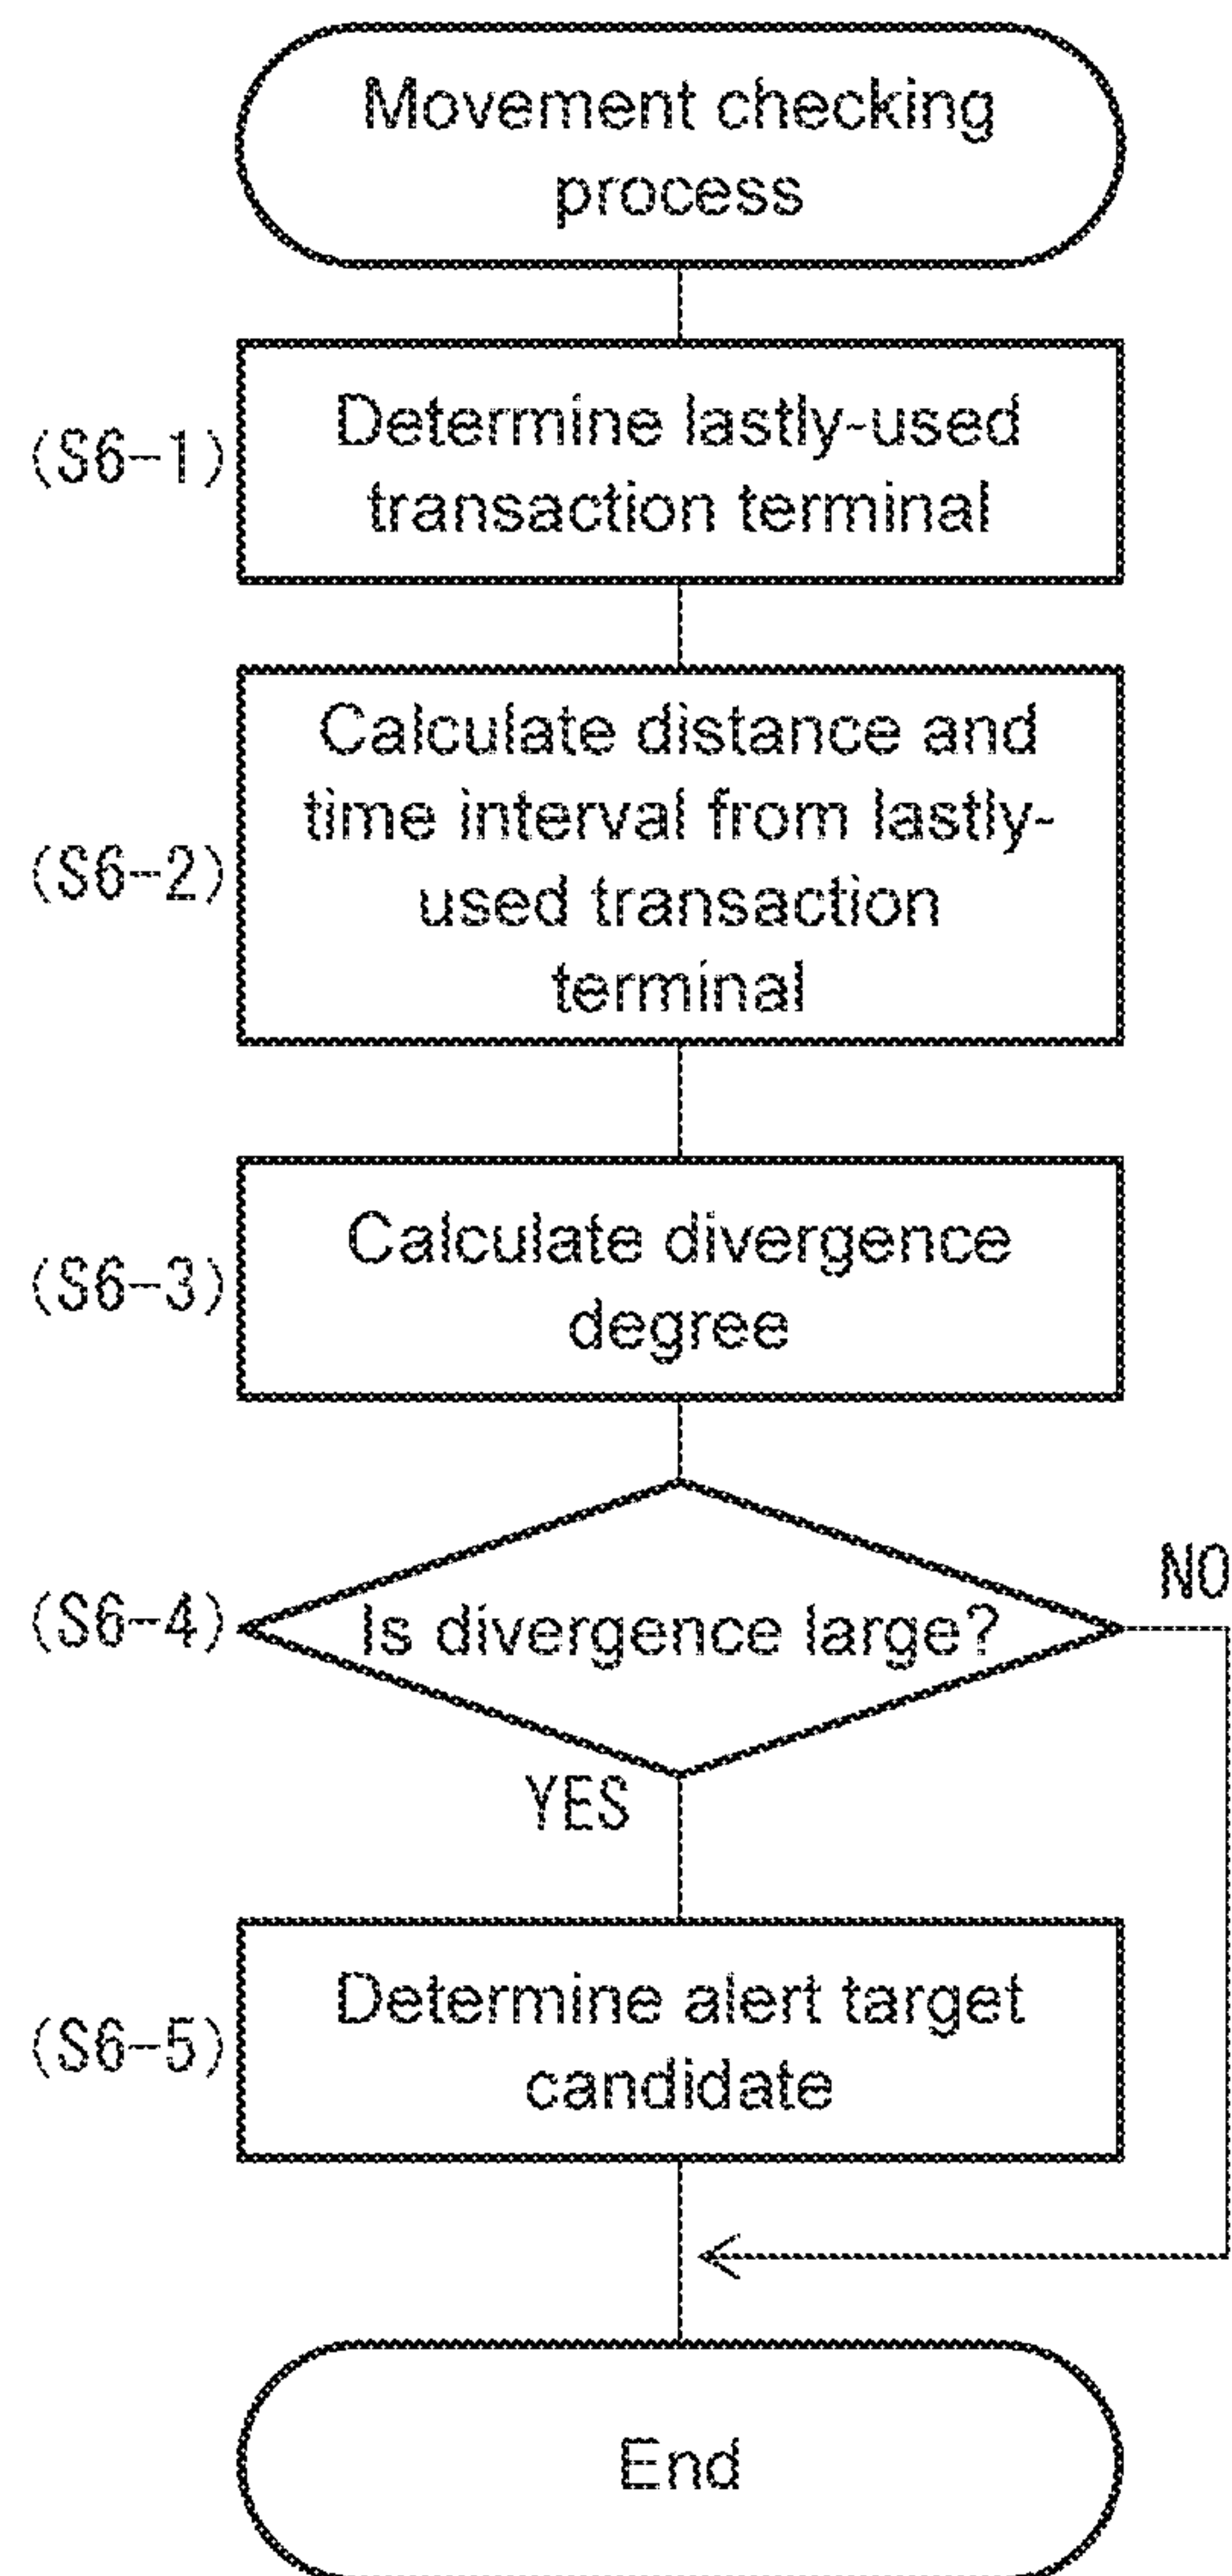 Movement checking
process
(S6-1)
Determine lastly-used
transaction terminal
(S6-2)
Calculate distance and
time interval from lastly-
used transaction
terminal
(S6-3)
Calculate divergence
degree
(S6-4)
Is divergence large?
NO
YES
(S6-5)
Determine alert target
candidate
End